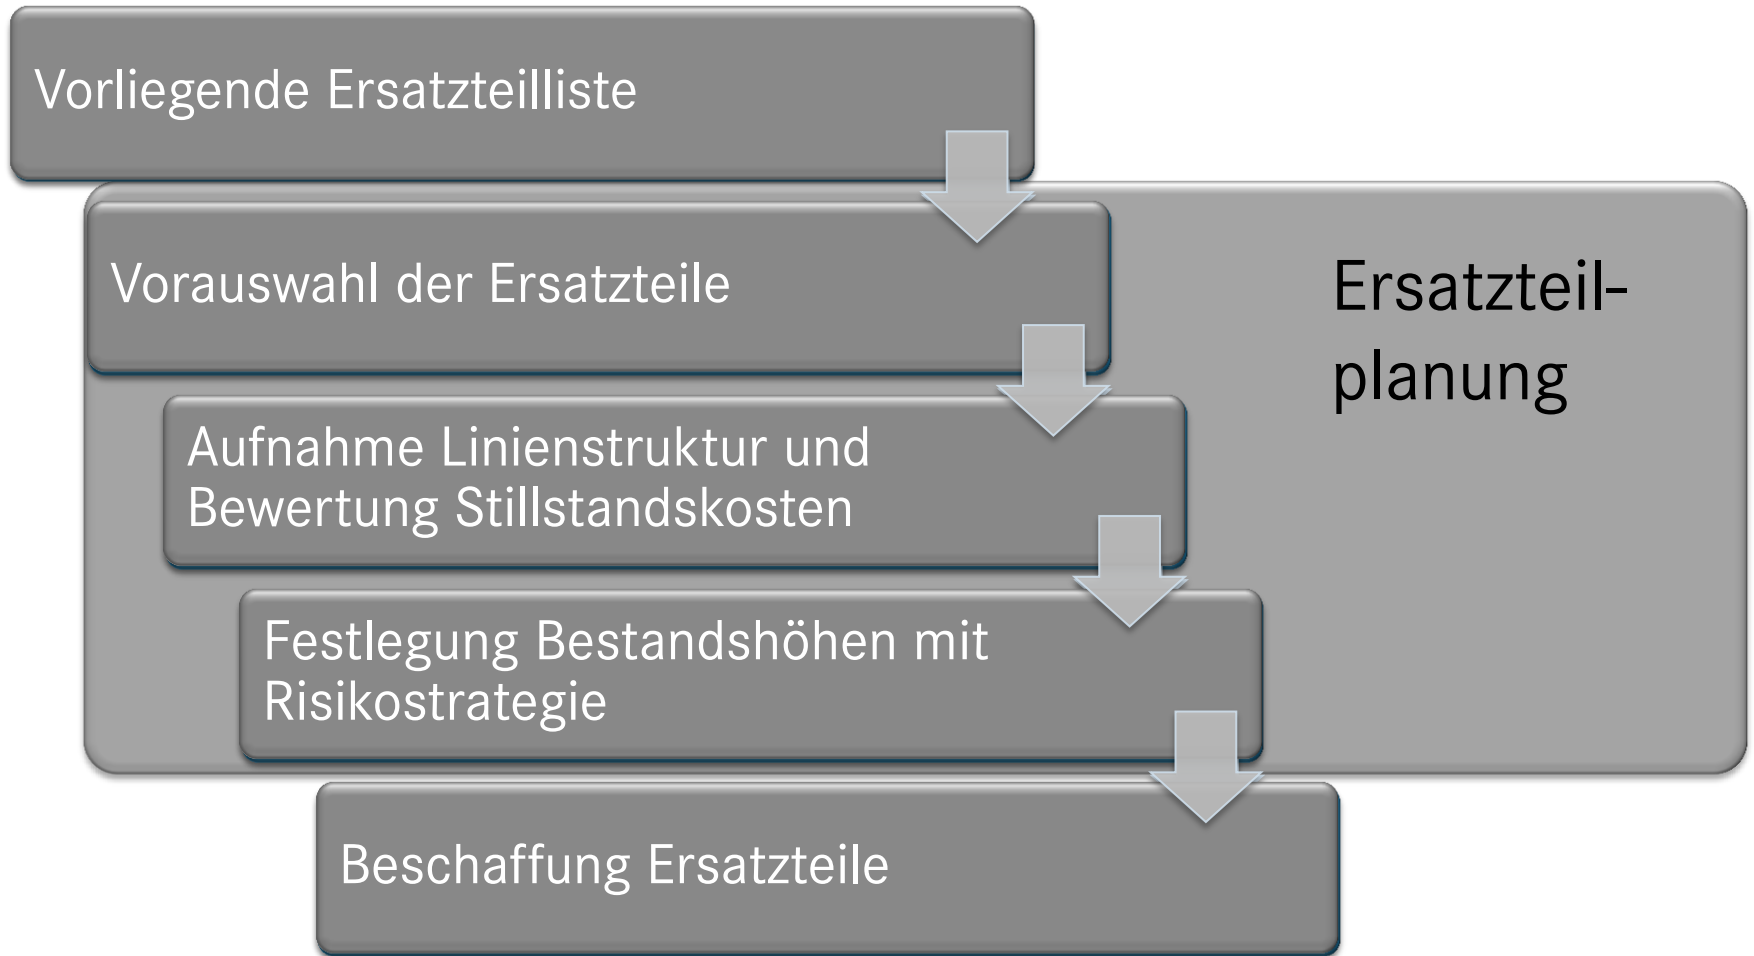 Vorliegende Ersatzteilliste
Vorauswahl der Ersatzteile
Ersatzteil-
planung
Aufnahme Linienstruktur und
Bewertung Stillstandskosten
Festlegung Bestandshöhen mit
Risikostrategie
Beschaffung Ersatzteile